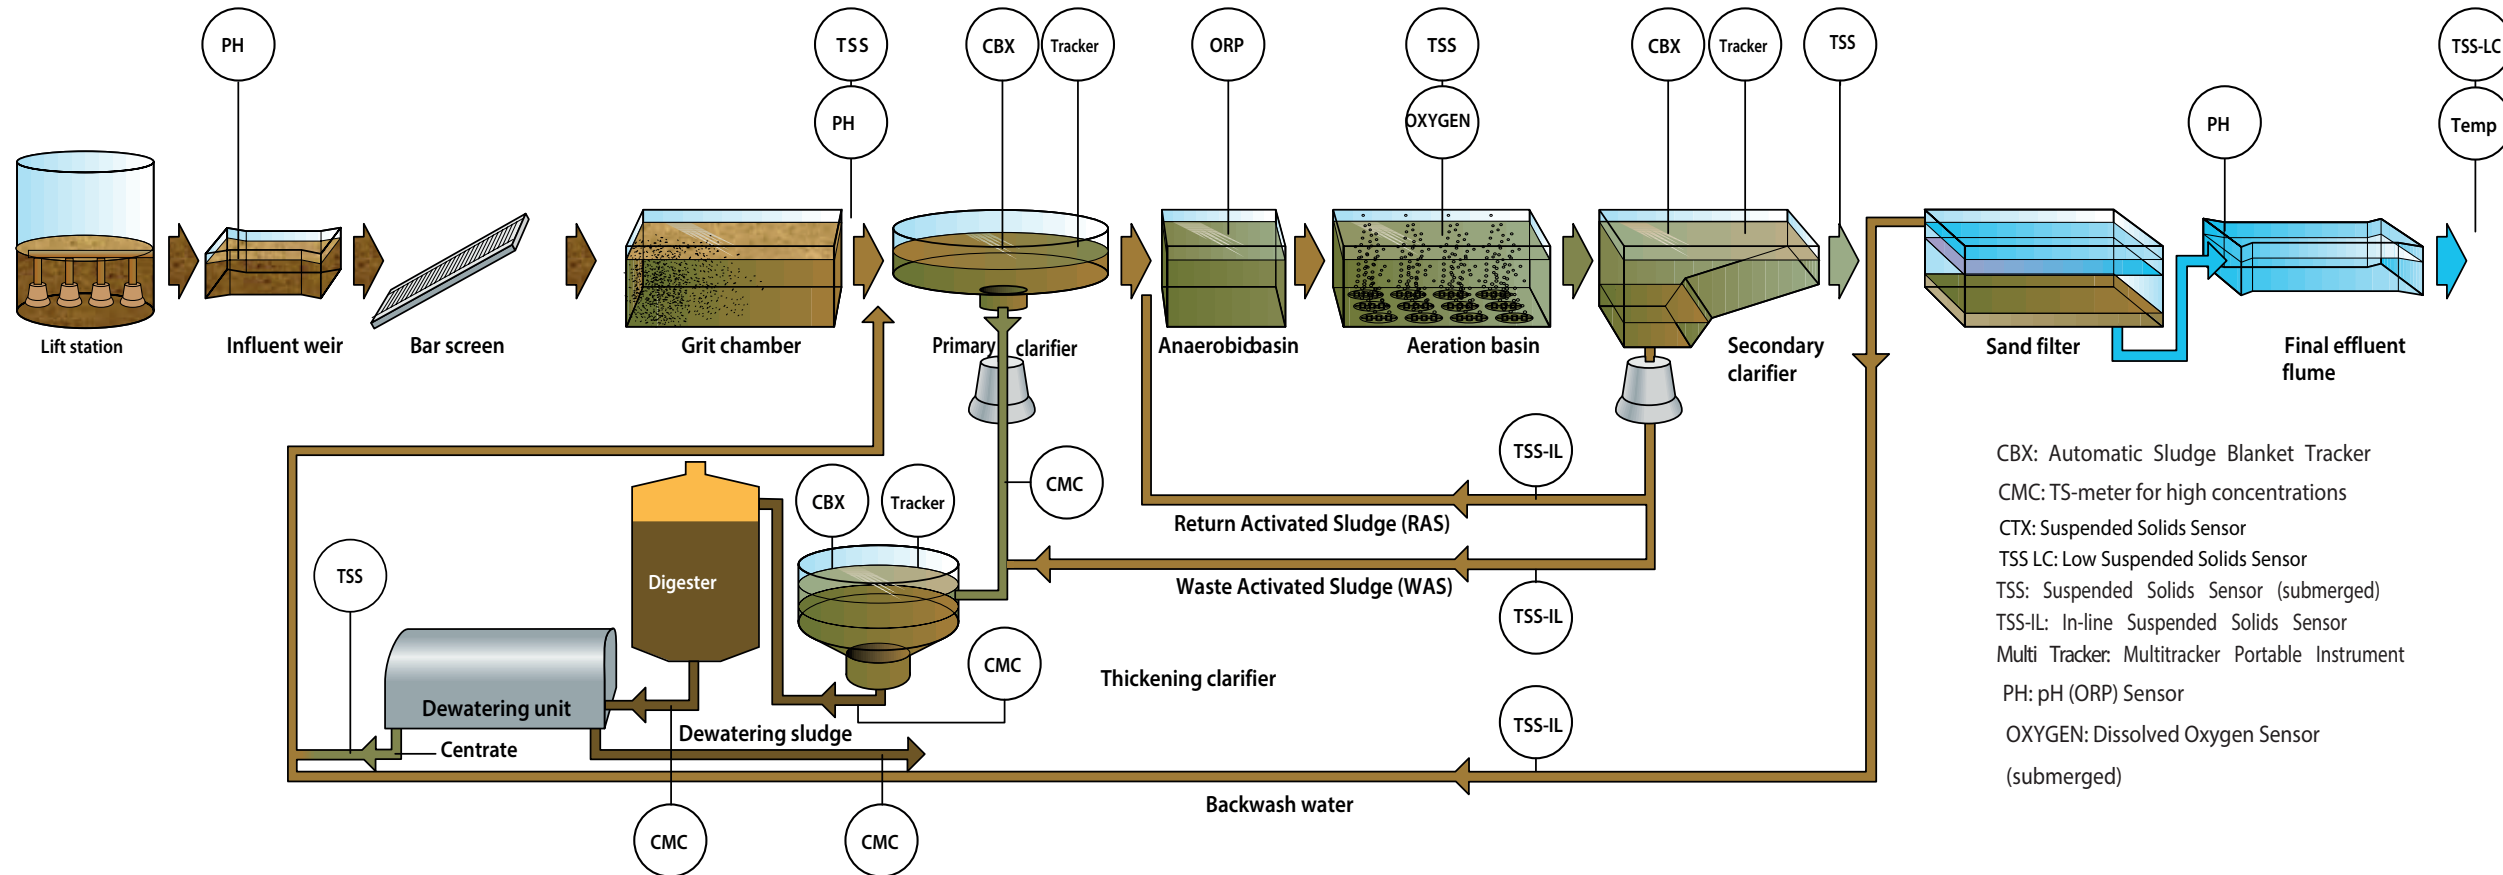 PH
TSS
CBX
Tracker
ORP
TSS
CBX
Tracker
TSS
TSS-LC
PH
OXYGEN
PH
Temp
Lift station
Influent weir
Bar screen
Grit chamber
Primary clarifier
Anaerobicbasin
Aeration basin
Secondary
clarifier
Sand filter
Final effluent
flume
CBX
Tracker
CMC
TSS-IL
Return Activated Sludge (RAS)
TSS
Digester
Waste Activated Sludge (WAS)
TSS-IL
CMC
Thickening clarifier
Dewatering unit
Dewatering sludge
TSS-IL
Centrate
Backwash water
CMC
CMC
CBX: Automatic Sludge Blanket Tracker
CMC: TS-meter for high concentrations
CTX: Suspended Solids Sensor
TSS LC: Low Suspended Solids Sensor
TSS: Suspended Solids Sensor (submerged)
TSS-IL: In-line Suspended Solids Sensor
Multi Tracker: Multitracker Portable Instrument
PH: pH (ORP) Sensor
OXYGEN: Dissolved Oxygen Sensor
(submerged)